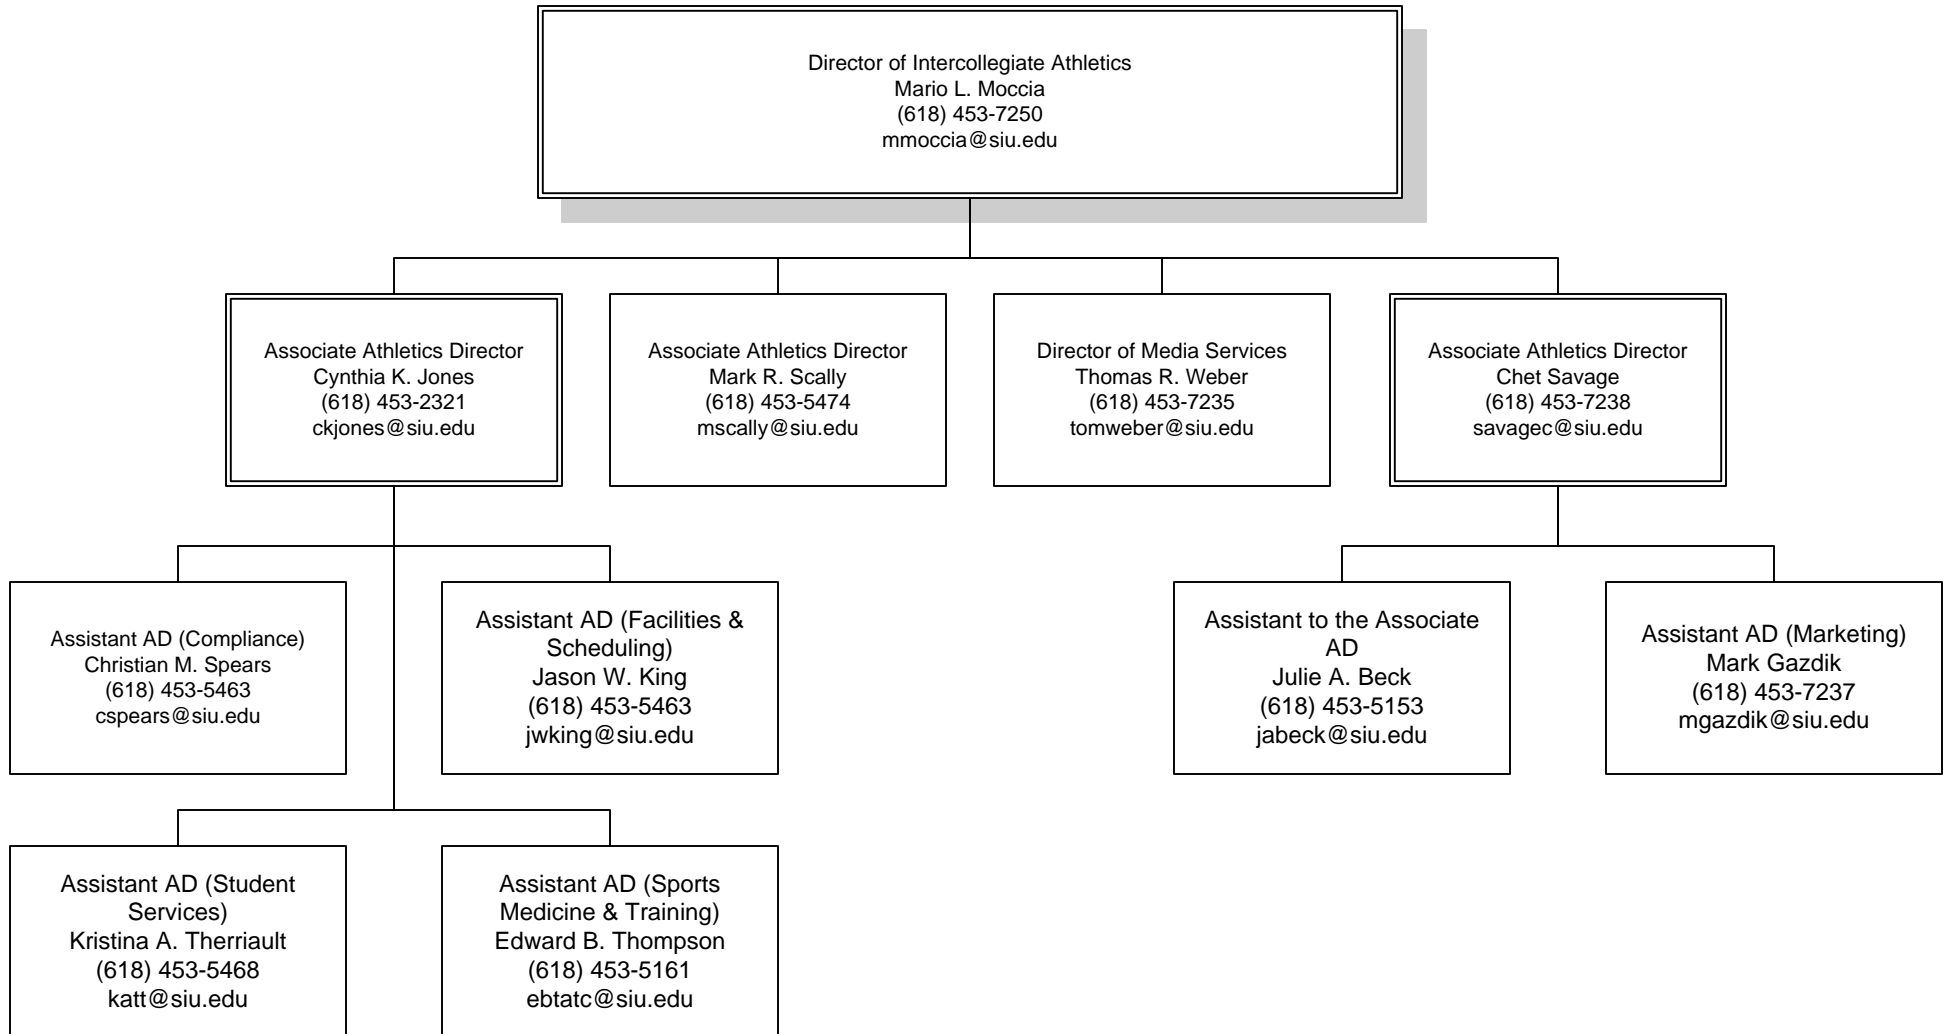 Director of Intercollegiate Athletics
Mario L. Moccia
(618) 453-7250
mmoccia@siu.edu
Associate Athletics Director
Cynthia K. Jones
(618) 453-2321
ckjones@siu.edu
Associate Athletics Director
Mark R. Scally
(618) 453-5474
mscally@siu.edu
Director of Media Services
Thomas R. Weber
(618) 453-7235
tomweber@siu.edu
Associate Athletics Director
Chet Savage
(618) 453-7238
savagec@siu.edu
Assistant AD (Compliance)
Christian M. Spears
(618) 453-5463
cspears@siu.edu
Assistant AD (Facilities &
Scheduling)
Jason W. King
(618) 453-5463
jwking@siu.edu
Assistant to the Associate
AD
Julie A. Beck
(618) 453-5153
jabeck@siu.edu
Assistant AD (Marketing)
Mark Gazdik
(618) 453-7237
mgazdik@siu.edu
Assistant AD (Student
Services)
Kristina A. Therriault
(618) 453-5468
katt@siu.edu
Assistant AD (Sports
Medicine & Training)
Edward B. Thompson
(618) 453-5161
ebtatc@siu.edu